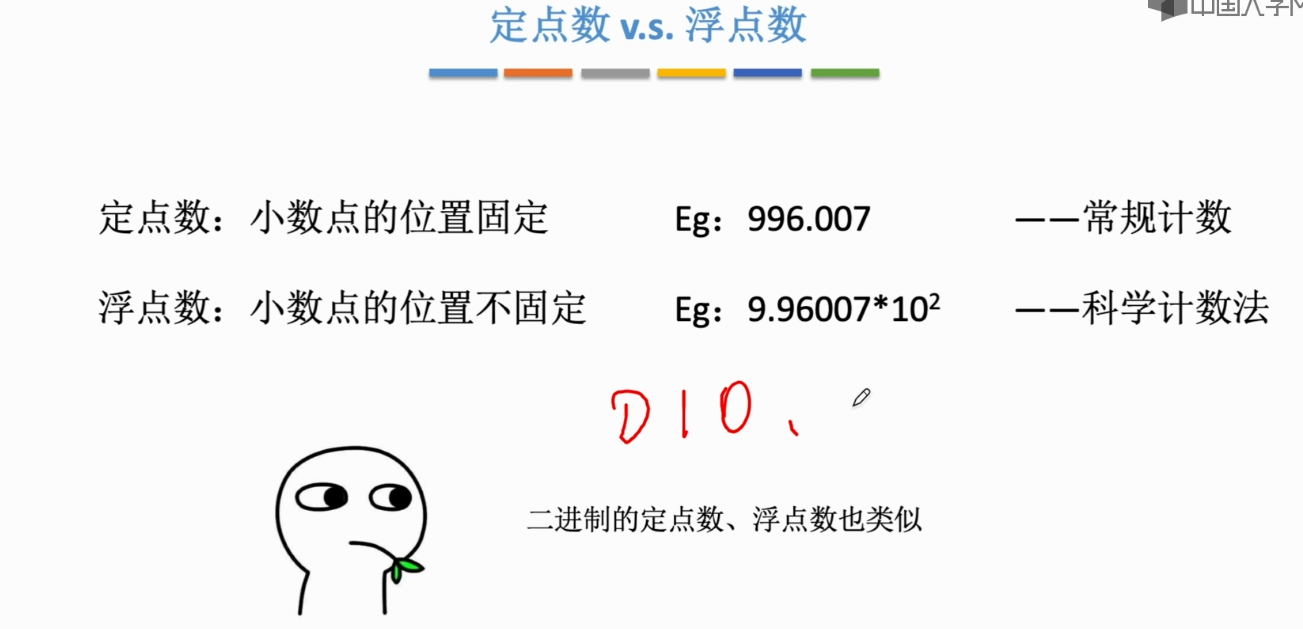 定点数 v.s. 浮点数
定点数：小数点的位置固定 Eg：996.007 ——常规计数
浮点数：小数点的位置不固定 Eg：9.96007*10² ——科学计数法
二进制的定点数、浮点数也类似